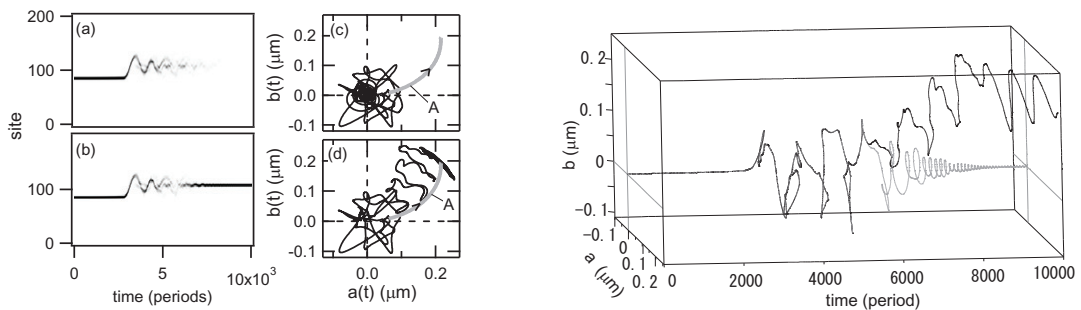 200
(a)
100
0
200
(b)
100
0
site
0
5
10x10³
time (periods)
(c)
0.2
0.1
0.0
-0.1
b(t) (μm)
A
(d)
0.2
0.1
0.0
-0.1
b(t) (μm)
A
0.0
0.2
a(t) (μm)
0.2
0.1
0
-0.1
b (μm)
-0.1
0
0.1
0.2
a (μm)
0
2000
4000
6000
8000
10000
time (period)